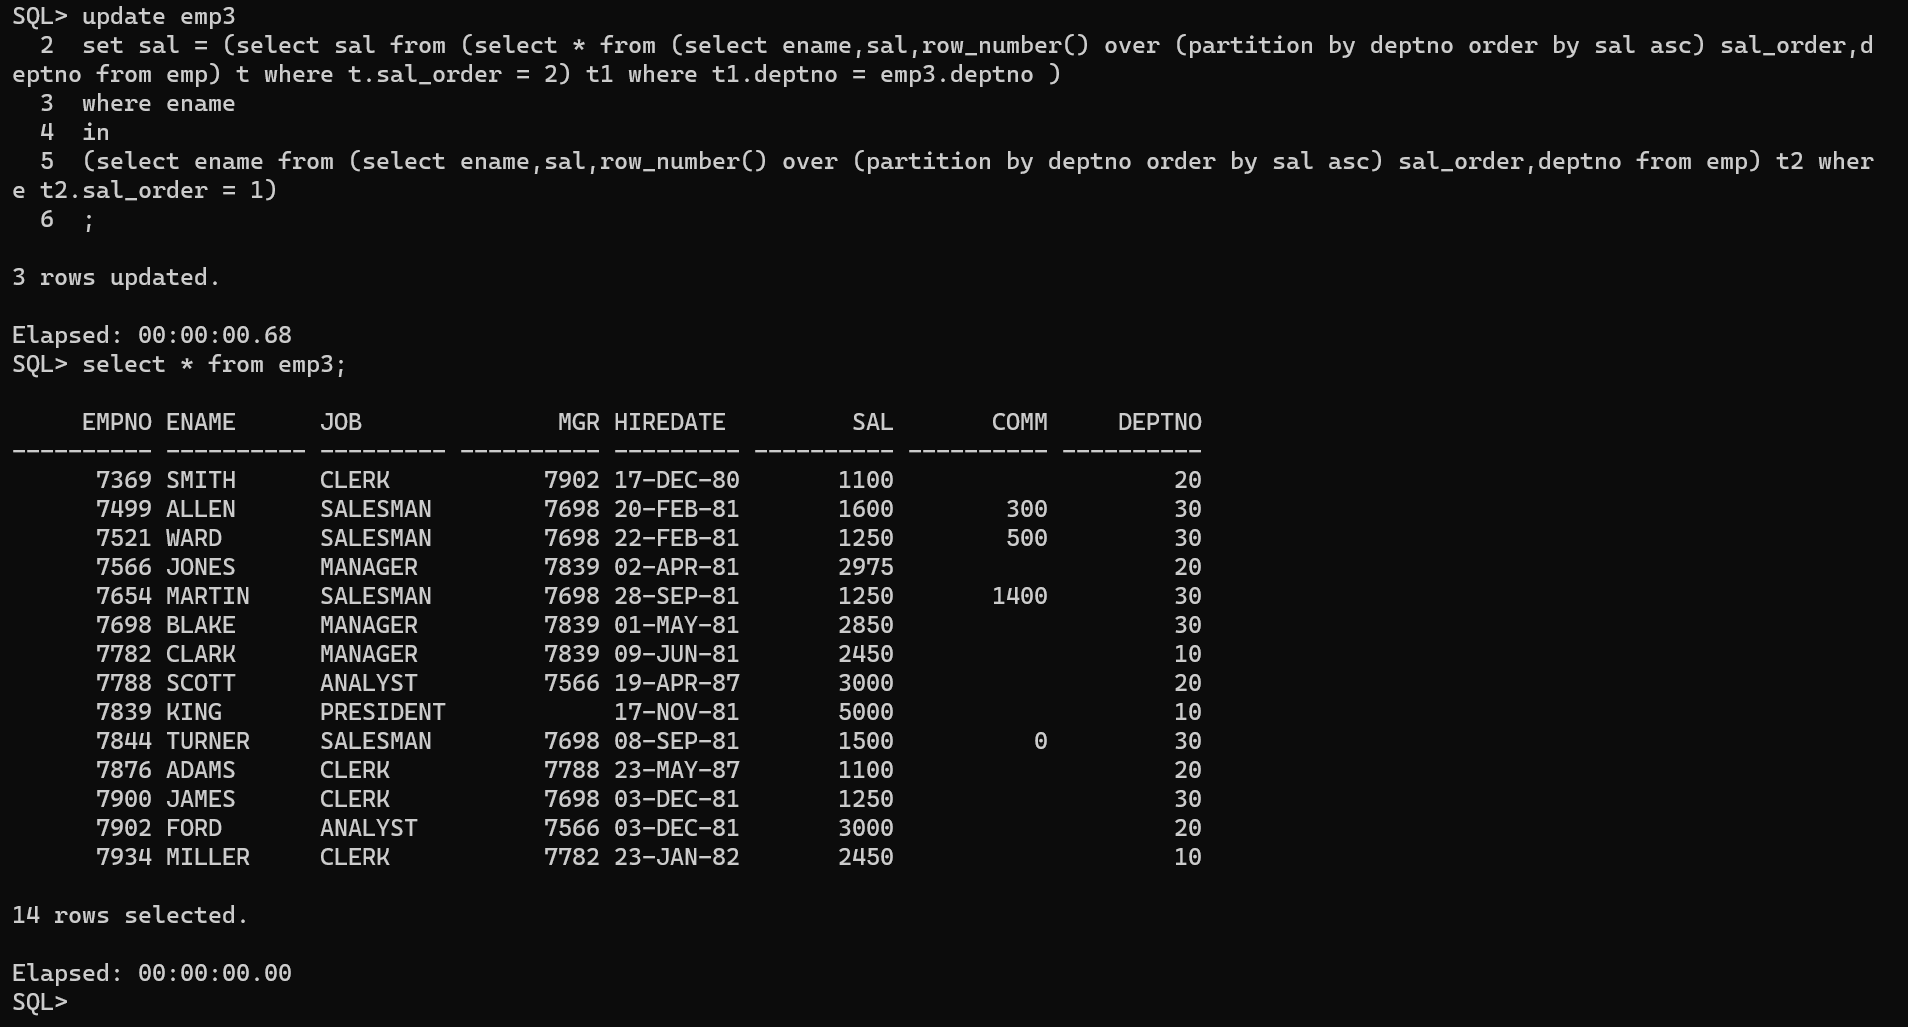 SQL> update emp3
  2  set sal = (select sal from (select * from (select ename,sal,row_number() over (partition by deptno order by sal asc) sal_order,d
eptno from emp) t where t.sal_order = 2) t1 where t1.deptno = emp3.deptno )
  3  where ename
  4  in
  5  (select ename from (select ename,sal,row_number() over (partition by deptno order by sal asc) sal_order,deptno from emp) t2 wher
e t2.sal_order = 1)
  6  ;

3 rows updated.

Elapsed: 00:00:00.68
SQL> select * from emp3;

     EMPNO ENAME      JOB              MGR HIREDATE         SAL       COMM     DEPTNO
---------- ---------- --------- ---------- --------- ---------- ---------- ----------
      7369 SMITH      CLERK           7902 17-DEC-80       1100                    20
      7499 ALLEN      SALESMAN        7698 20-FEB-81       1600        300         30
      7521 WARD       SALESMAN        7698 22-FEB-81       1250        500         30
      7566 JONES      MANAGER         7839 02-APR-81       2975                    20
      7654 MARTIN     SALESMAN        7698 28-SEP-81       1250       1400         30
      7698 BLAKE      MANAGER         7839 01-MAY-81       2850                    30
      7782 CLARK      MANAGER         7839 09-JUN-81       2450                    10
      7788 SCOTT      ANALYST         7566 19-APR-87       3000                    20
      7839 KING       PRESIDENT            17-NOV-81       5000                    10
      7844 TURNER     SALESMAN        7698 08-SEP-81       1500          0         30
      7876 ADAMS      CLERK           7788 23-MAY-87       1100                    20
      7900 JAMES      CLERK           7698 03-DEC-81       1250                    30
      7902 FORD       ANALYST         7566 03-DEC-81       3000                    20
      7934 MILLER     CLERK           7782 23-JAN-82       2450                    10

14 rows selected.

Elapsed: 00:00:00.00
SQL>